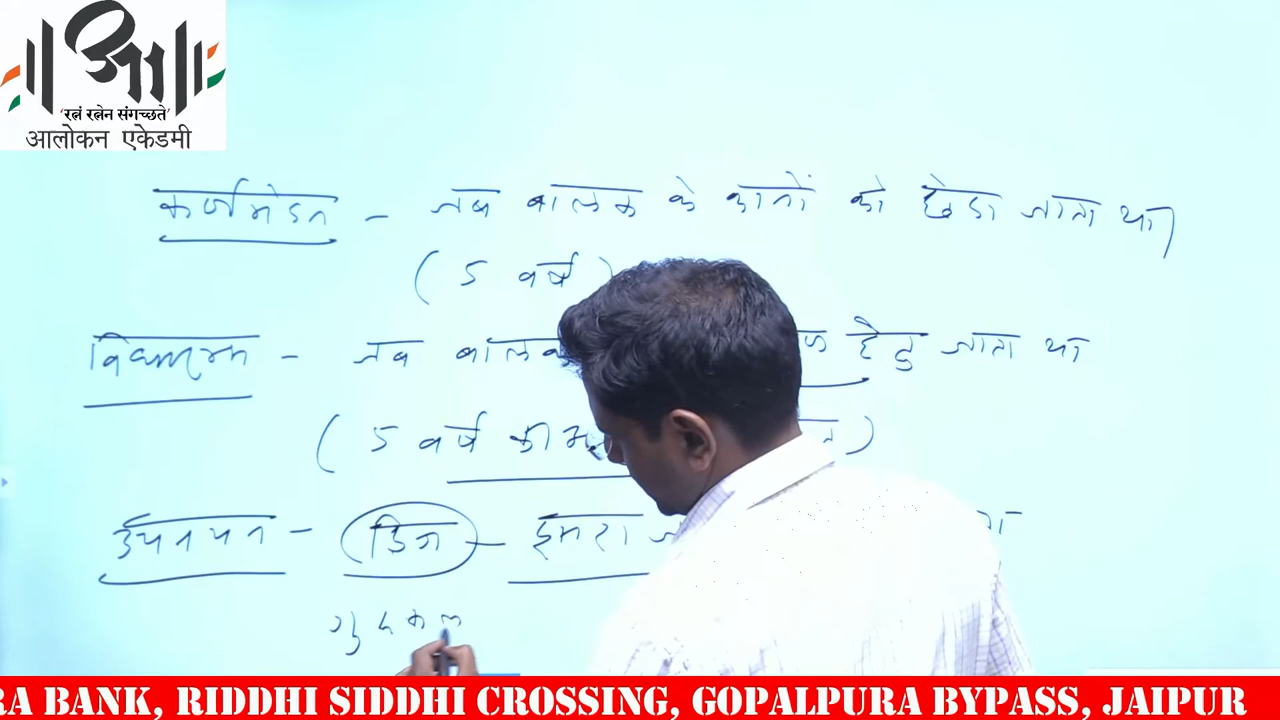 'रत्नं रत्नेन संगच्छते'
आलोकन एकेडमी
कर्णभेदन - जब बालक के कानों को छेदा जाता था।
( 5 वर्ष )
विद्यारम्भ - जब बालक हेतु जाता था
( 5 वर्ष की )
उपनयन - द्विज - दूसरा
गुरुकुल
RA BANK, RIDDHI SIDDHI CROSSING, GOPALPURA BYPASS, JAIPUR